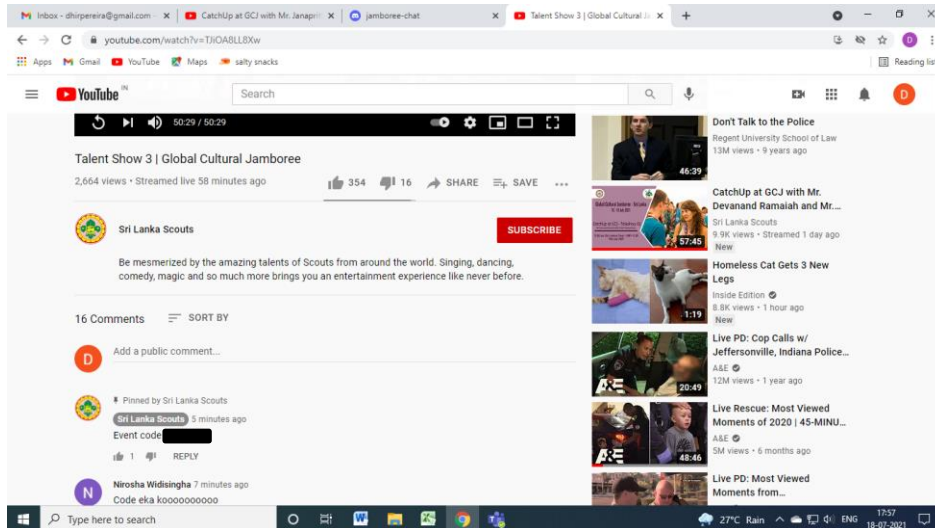 Inbox - dhirpereira@gmail.com -
CatchUp at GCJ with Mr. Janapri
jamboree-chat
Talent Show 3 | Global Cultural Ja
youtube.com/watch?v=TJiOA8LL8Xw
Apps Gmail YouTube Maps salty snacks Reading list
YouTube IN
Search
D
50:29 / 50:29
Talent Show 3 | Global Cultural Jamboree
2,664 views • Streamed live 58 minutes ago
354 16 SHARE SAVE ...
Sri Lanka Scouts
SUBSCRIBE
Be mesmerized by the amazing talents of Scouts from around the world. Singing, dancing,
comedy, magic and so much more brings you an entertainment experience like never before.
16 Comments SORT BY
D Add a public comment...
Pinned by Sri Lanka Scouts
Sri Lanka Scouts 5 minutes ago
Event code
1 REPLY
N Nirosha Widisingha 7 minutes ago
Code eka koooooooooo
46:39
Don't Talk to the Police
Regent University School of Law
13M views • 9 years ago
57:45
CatchUp at GCJ with Mr.
Devanand Ramaiah and Mr....
Sri Lanka Scouts
9.9K views • Streamed 1 day ago
New
1:19
Homeless Cat Gets 3 New
Legs
Inside Edition
8.8K views • 1 hour ago
New
A&E 20:49
Live PD: Cop Calls w/
Jeffersonville, Indiana Police...
A&E
12M views • 1 year ago
A&E 48:46
Live Rescue: Most Viewed
Moments of 2020 | 45-MINU...
A&E
5M views • 6 months ago
Live PD: Most Viewed
Moments from...
Type here to search
27°C Rain ENG 17:57
18-07-2021